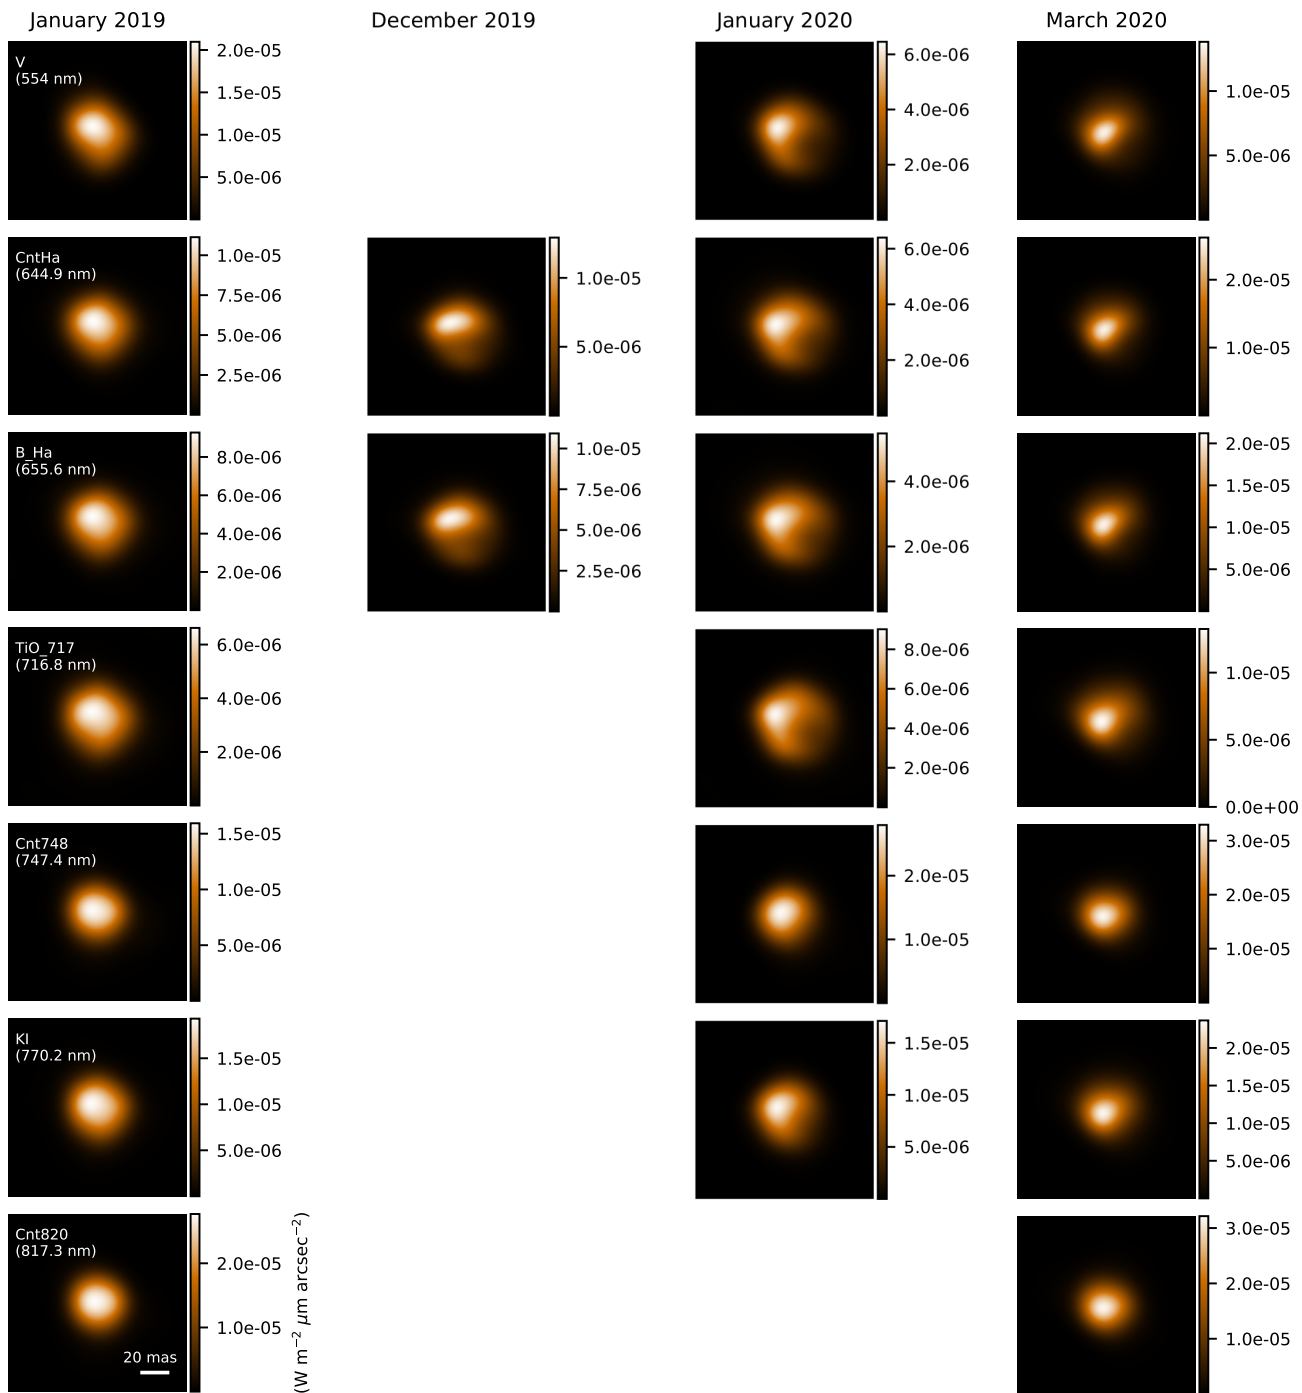 January 2019
December 2019
January 2020
March 2020
V
(554 nm)
2.0e-05
1.5e-05
1.0e-05
5.0e-06
6.0e-06
4.0e-06
2.0e-06
1.0e-05
5.0e-06
CntHa
(644.9 nm)
1.0e-05
7.5e-06
5.0e-06
2.5e-06
1.0e-05
5.0e-06
6.0e-06
4.0e-06
2.0e-06
2.0e-05
1.0e-05
B_Ha
(655.6 nm)
8.0e-06
6.0e-06
4.0e-06
2.0e-06
1.0e-05
7.5e-06
5.0e-06
2.5e-06
4.0e-06
2.0e-06
2.0e-05
1.5e-05
1.0e-05
5.0e-06
TiO_717
(716.8 nm)
6.0e-06
4.0e-06
2.0e-06
8.0e-06
6.0e-06
4.0e-06
2.0e-06
1.0e-05
5.0e-06
0.0e+00
Cnt748
(747.4 nm)
1.5e-05
1.0e-05
5.0e-06
2.0e-05
1.0e-05
3.0e-05
2.0e-05
1.0e-05
KI
(770.2 nm)
1.5e-05
1.0e-05
5.0e-06
1.5e-05
1.0e-05
5.0e-06
2.0e-05
1.5e-05
1.0e-05
5.0e-06
Cnt820
(817.3 nm)
20 mas
2.0e-05
1.0e-05
(W m⁻² μm arcsec⁻²)
3.0e-05
2.0e-05
1.0e-05